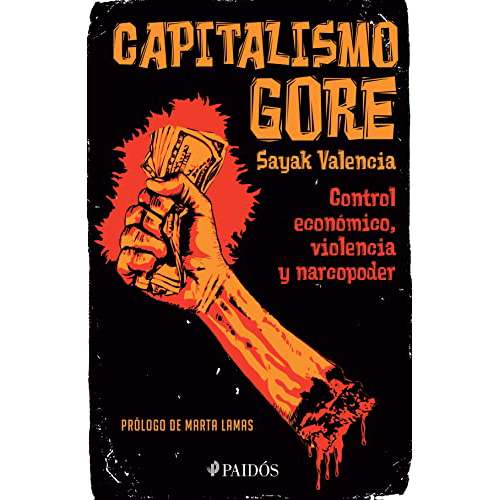 CAPITALISMO
GORE
Sayak Valencia
Control
económico,
violencia
y narcopoder
PRÓLOGO DE MARTA LAMAS
PAIDÓS